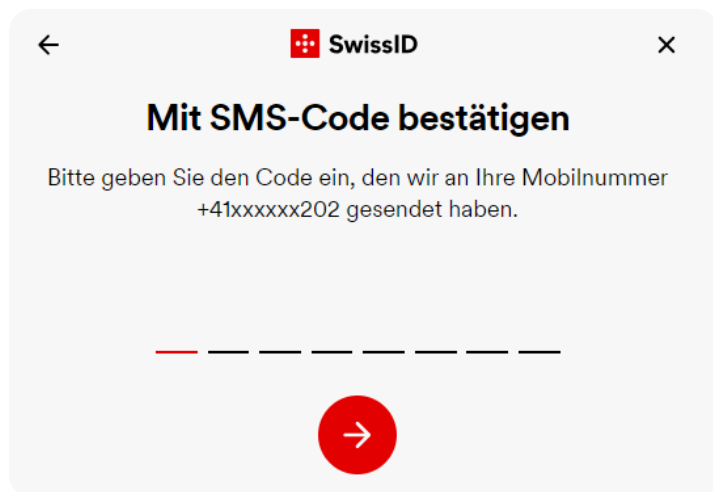 SwissID
Mit SMS-Code bestätigen
Bitte geben Sie den Code ein, den wir an Ihre Mobilnummer
+41xxxxxx202 gesendet haben.